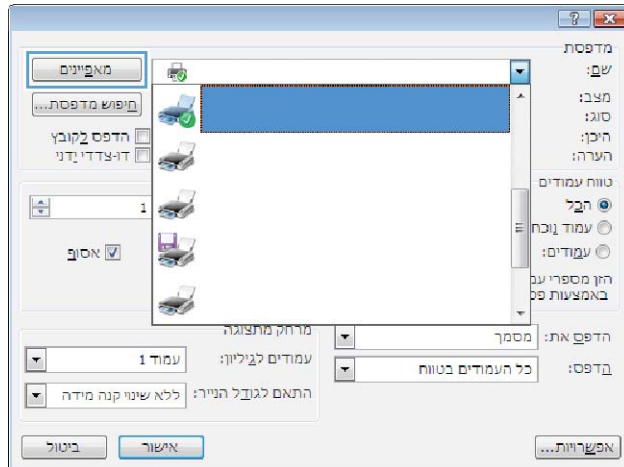 מדפסת
שם:
מאפיינים
מצב:
חיפוש מדפסת...
סוג:
היכן:
הדפס לקובץ
הערה:
דו-צדדי ידני
טווח עמודים
הכל
1
עמוד נוכח
עמודים:
אסוף
הזן מספרי
באמצעות
מרחק מתצוגה
הדפס את: מסמך
עמודים לגיליון: עמוד 1
הדפס: כל העמודים בטווח
התאם לגודל הנייר: ללא שינוי קנה מידה
אפשרויות...
אישור
ביטול